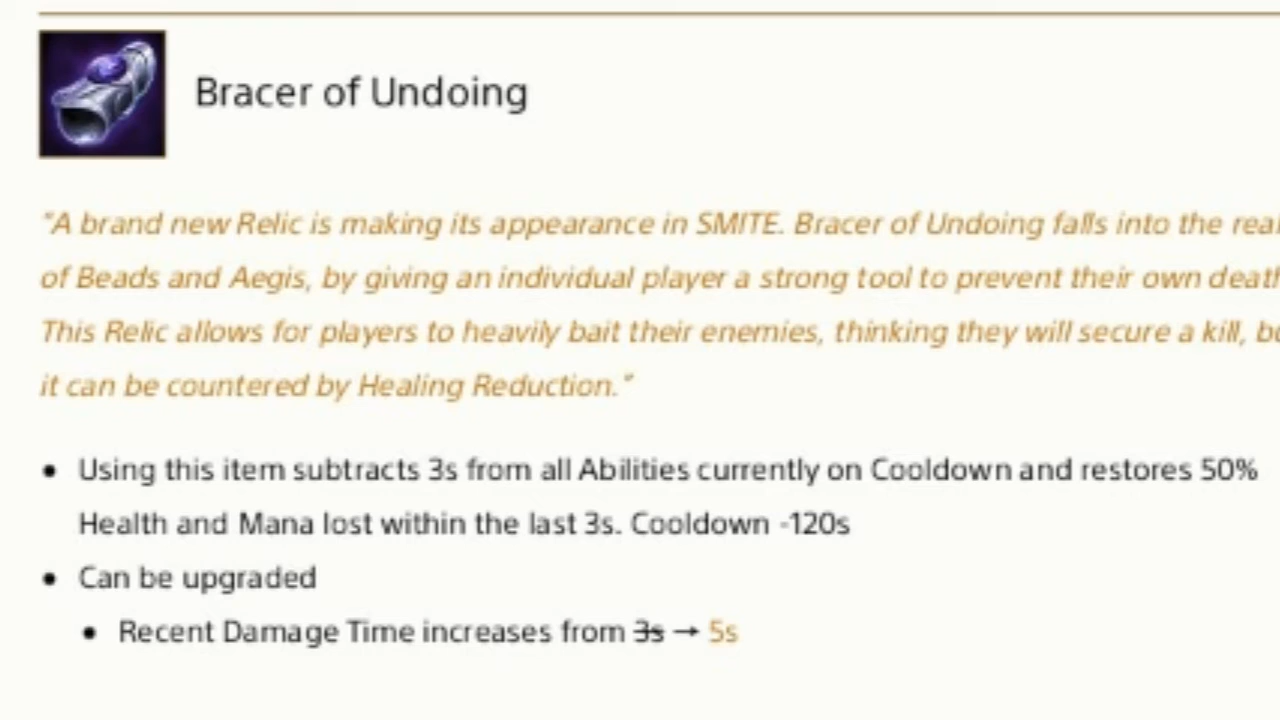 Bracer of Undoing
"A brand new Relic is making its appearance in SMITE. Bracer of Undoing falls into the
of Beads and Aegis, by giving an individual player a strong tool to prevent their own
This Relic allows for players to heavily bait their enemies, thinking they will secure a kill,
it can be countered by Healing Reduction."
• Using this item subtracts 3s from all Abilities currently on Cooldown and restores 50%
Health and Mana lost within the last 3s. Cooldown -120s
• Can be upgraded
• Recent Damage Time increases from 3s → 5s